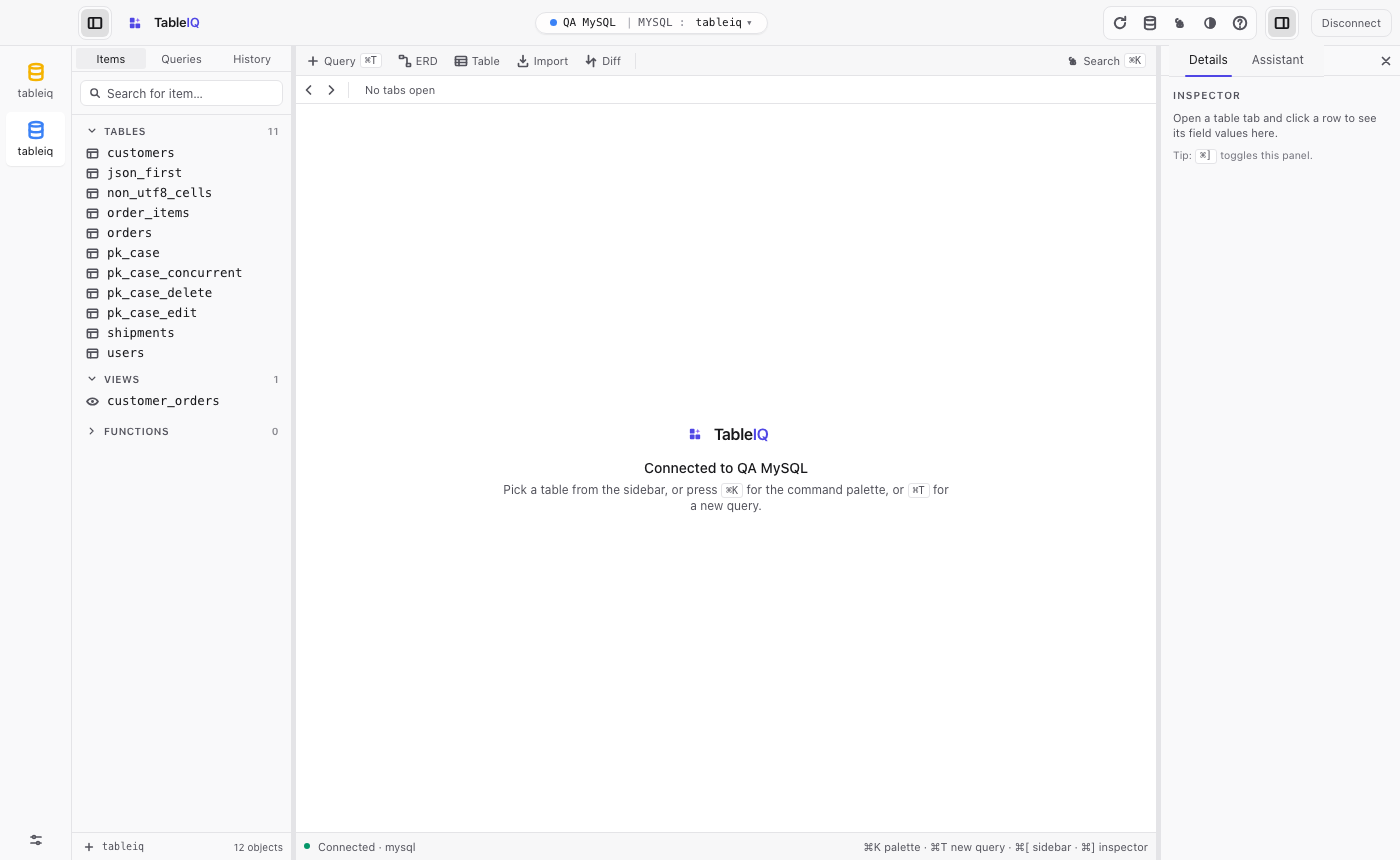 TableIQ
QA MySQL | MYSQL : tableiq ▾
Disconnect
tableiq
tableiq
Items Queries History
Search for item...
TABLES 11
customers
json_first
non_utf8_cells
order_items
orders
pk_case
pk_case_concurrent
pk_case_delete
pk_case_edit
shipments
users
VIEWS 1
customer_orders
FUNCTIONS 0
+ tableiq 12 objects
+ Query ⌘T ERD Table Import Diff Search ⌘K
No tabs open
TableIQ
Connected to QA MySQL
Pick a table from the sidebar, or press ⌘K for the command palette, or ⌘T for
a new query.
Connected · mysql ⌘K palette · ⌘T new query · ⌘[ sidebar · ⌘] inspector
Details Assistant
INSPECTOR
Open a table tab and click a row to see
its field values here.
Tip: ⌘] toggles this panel.